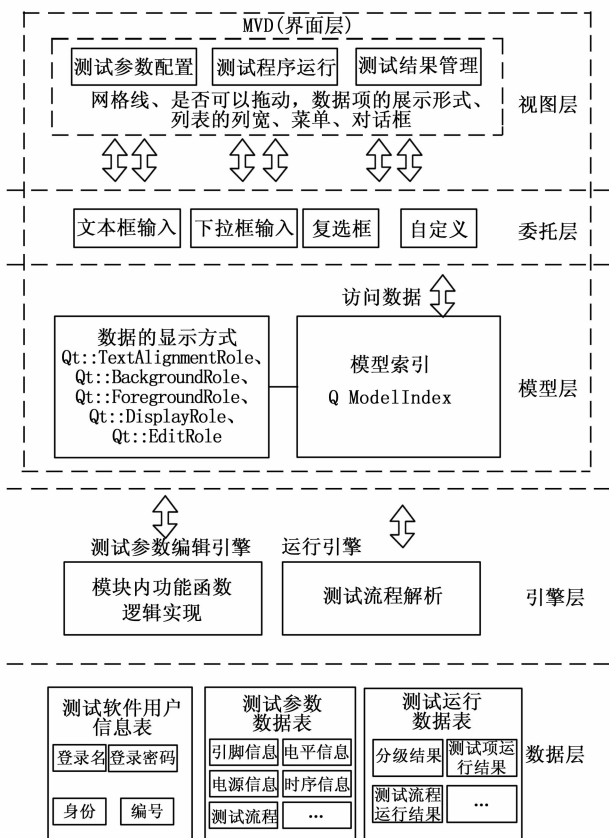 MVD(界面层)
测试参数配置
测试程序运行
测试结果管理
网格线、是否可以拖动，数据项的展示形式、
列表的列宽、菜单、对话框
视图层
文本框输入
下拉框输入
复选框
自定义
委托层
访问数据
数据的显示方式
Qt::TextAlignmentRole、
Qt::BackgroundRole、
Qt::ForegroundRole、
Qt::DisplayRole、
Qt::EditRole
模型索引
Q ModelIndex
模型层
测试参数编辑引擎
运行引擎
模块内功能函数
逻辑实现
测试流程解析
引擎层
测试软件用户
信息表
登录名
登录密码
身份
编号
测试参数
数据表
引脚信息
电平信息
电源信息
时序信息
测试流程
…
测试运行
数据表
分级结果
测试项运
行结果
测试流程
运行结果
…
数据层